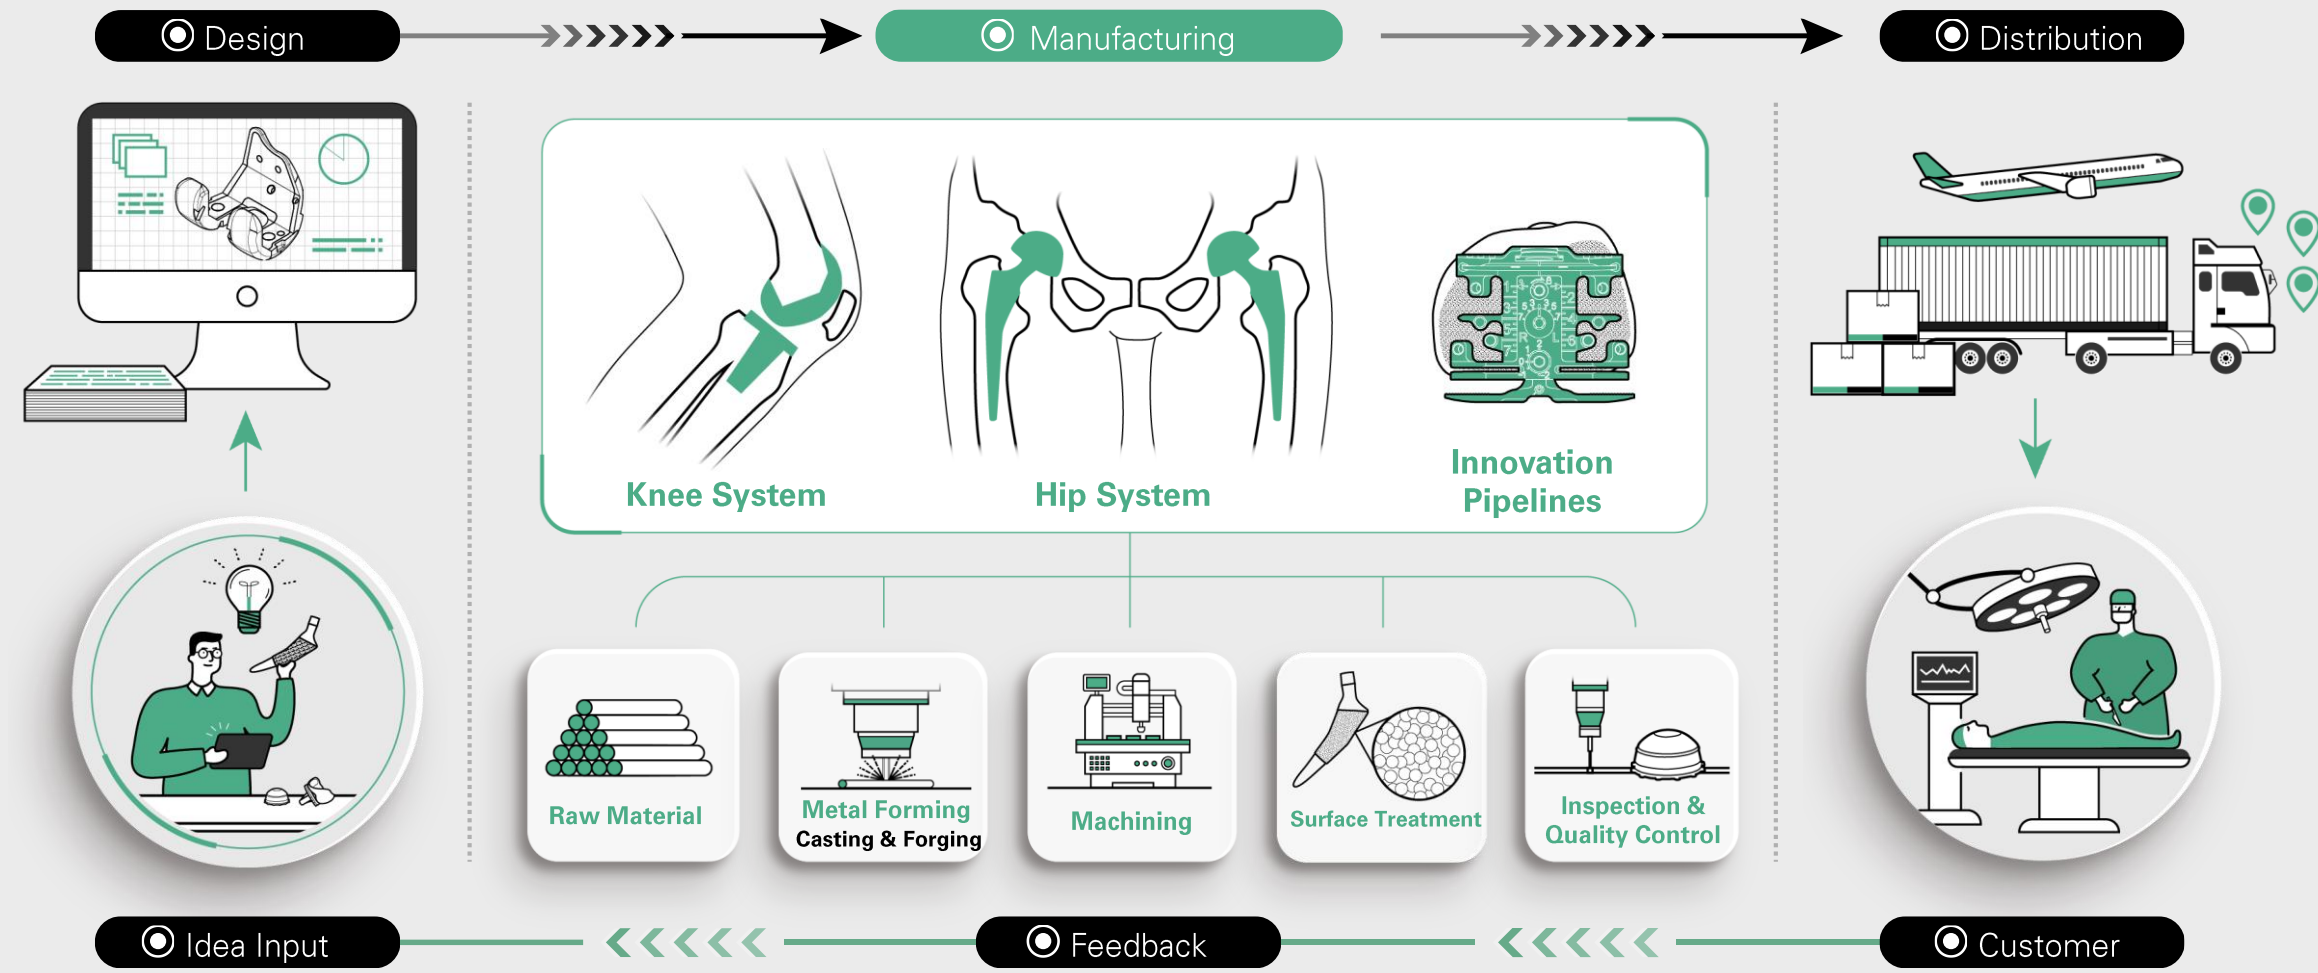 Design
Manufacturing
Distribution
Knee System
Hip System
Innovation
Pipelines
Raw Material
Metal Forming
Casting & Forging
Machining
Surface Treatment
Inspection &
Quality Control
Idea Input
Feedback
Customer